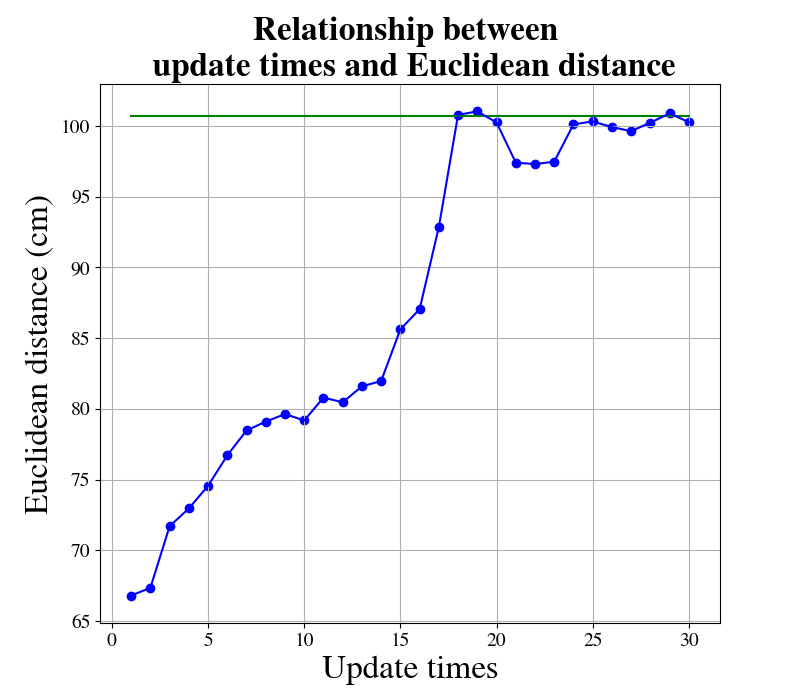 Relationship between
update times and Euclidean distance
Euclidean distance (cm)
100
95
90
85
80
75
70
65
0 5 10 15 20 25 30
Update times